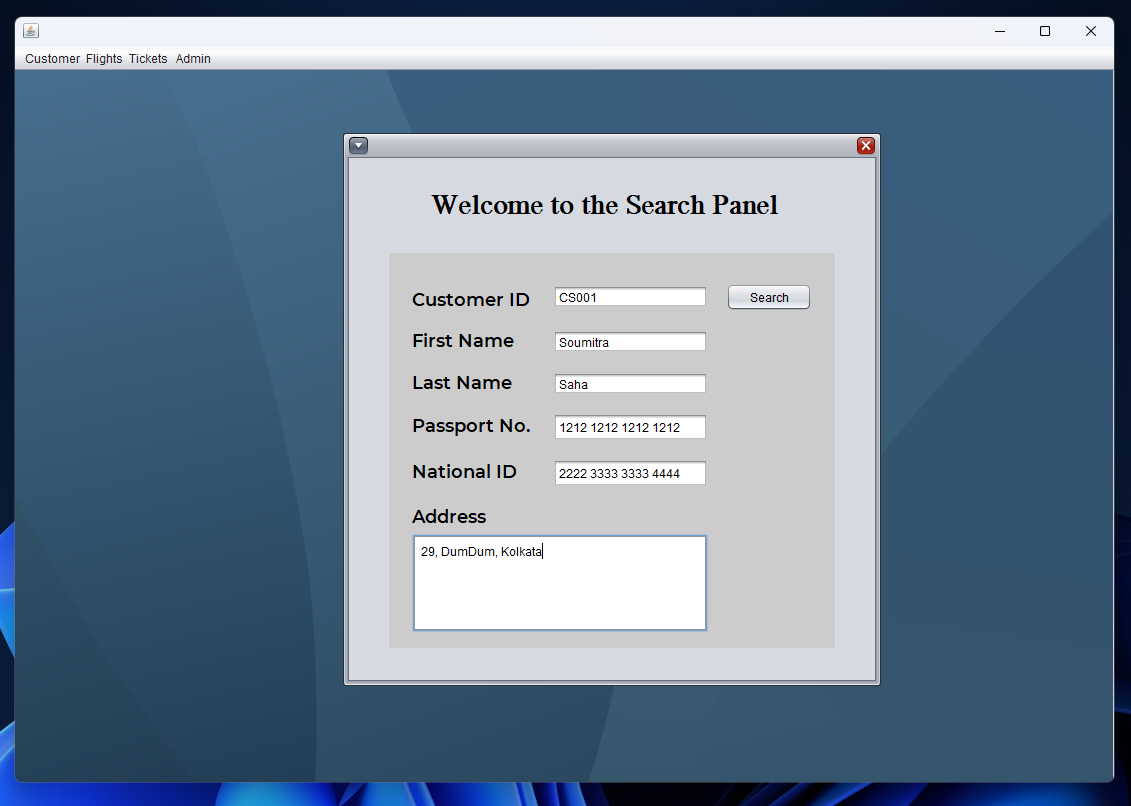 Customer Flights Tickets Admin
Welcome to the Search Panel
Customer ID CS001 Search
First Name Soumitra
Last Name Saha
Passport No. 1212 1212 1212 1212
National ID 2222 3333 3333 4444
Address
29, DumDum, Kolkata